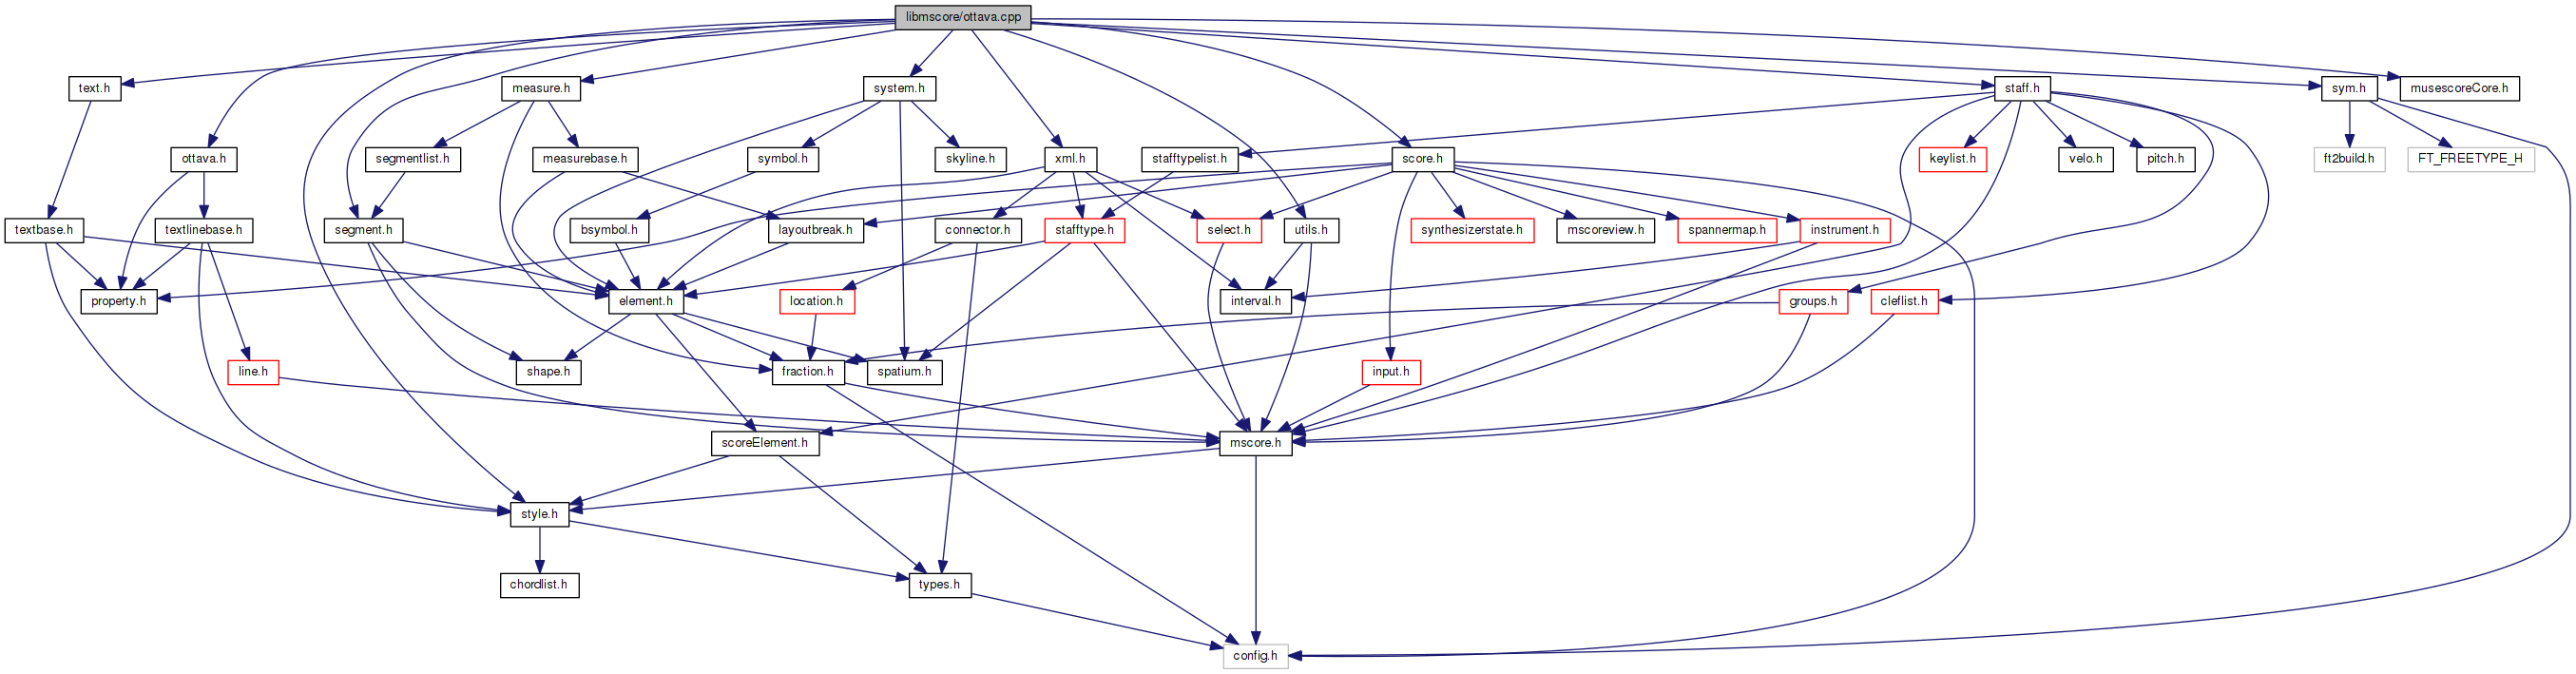 libmscore/ottava.cpp
text.h
measure.h
system.h
staff.h
sym.h
musescoreCore.h
ottava.h
segmentlist.h
measurebase.h
symbol.h
skyline.h
xml.h
stafftypelist.h
score.h
keylist.h
velo.h
pitch.h
ft2build.h
FT_FREETYPE_H
textbase.h
textlinebase.h
segment.h
bsymbol.h
layoutbreak.h
connector.h
stafftype.h
select.h
utils.h
synthesizerstate.h
mscoreview.h
spannermap.h
instrument.h
property.h
element.h
location.h
interval.h
groups.h
cleflist.h
line.h
shape.h
fraction.h
spatium.h
input.h
scoreElement.h
mscore.h
style.h
chordlist.h
types.h
config.h